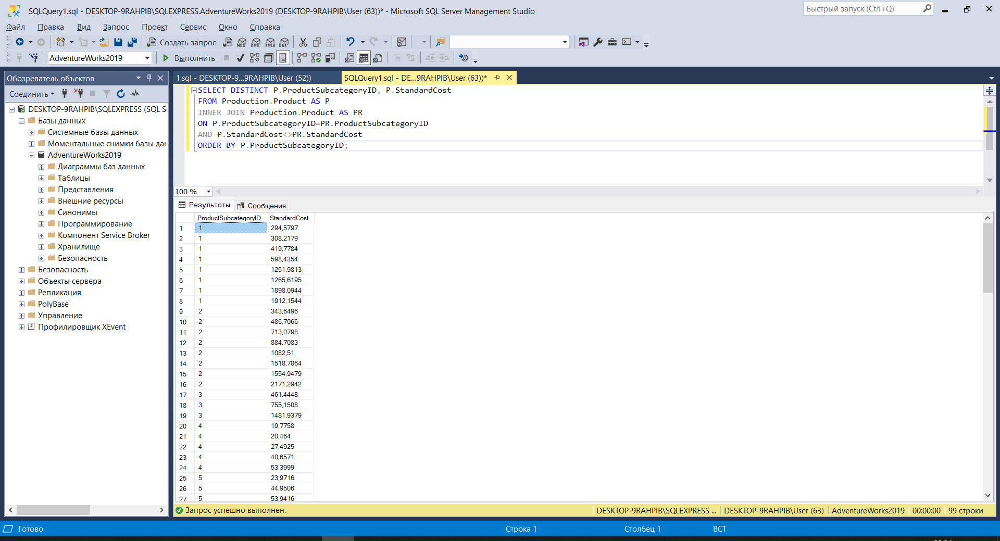 SQLQuery1.sql - DESKTOP-9RAHPIB\SQLEXPRESS.AdventureWorks2019 (DESKTOP-9RAHPIB\User (63))* - Microsoft SQL Server Management Studio
Быстрый запуск (Ctrl+Q)
Файл Правка Вид Запрос Проект Сервис Окно Справка
Создать запрос MDX DMX XMLA DAX
AdventureWorks2019 Выполнить
Обозреватель объектов
Соединить
DESKTOP-9RAHPIB\SQLEXPRESS (SQL S
Базы данных
Системные базы данных
Моментальные снимки базы дан
AdventureWorks2019
Диаграммы баз данных
Таблицы
Представления
Внешние ресурсы
Синонимы
Программирование
Компонент Service Broker
Хранилище
Безопасность
Безопасность
Объекты сервера
Репликация
PolyBase
Управление
Профилировщик XEvent
1.sql - DESKTOP-9...9RAHPIB\User (52))
SQLQuery1.sql - DE...9RAHPIB\User (63))*
SELECT DISTINCT P.ProductSubcategoryID, P.StandardCost
FROM Production.Product AS P
INNER JOIN Production.Product AS PR
ON P.ProductSubcategoryID=PR.ProductSubcategoryID
AND P.StandardCost<>PR.StandardCost
ORDER BY P.ProductSubcategoryID;
100 %
Результаты Сообщения
ProductSubcategoryID StandardCost
1 1 294,5797
2 1 308,2179
3 1 419,7784
4 1 598,4354
5 1 1251,9813
6 1 1265,6195
7 1 1898,0944
8 1 1912,1544
9 2 343,6496
10 2 486,7066
11 2 713,0798
12 2 884,7083
13 2 1082,51
14 2 1518,7864
15 2 1554,9479
16 2 2171,2942
17 3 461,4448
18 3 755,1508
19 3 1481,9379
20 4 19,7758
21 4 20,464
22 4 27,4925
23 4 40,6571
24 4 53,3999
25 5 23,9716
26 5 44,9506
27 5 53,9416
Запрос успешно выполнен.
DESKTOP-9RAHPIB\SQLEXPRESS ... DESKTOP-9RAHPIB\User (63) AdventureWorks2019 00:00:00 99 строки
Готово Строка 1 Столбец 1 ВСТ